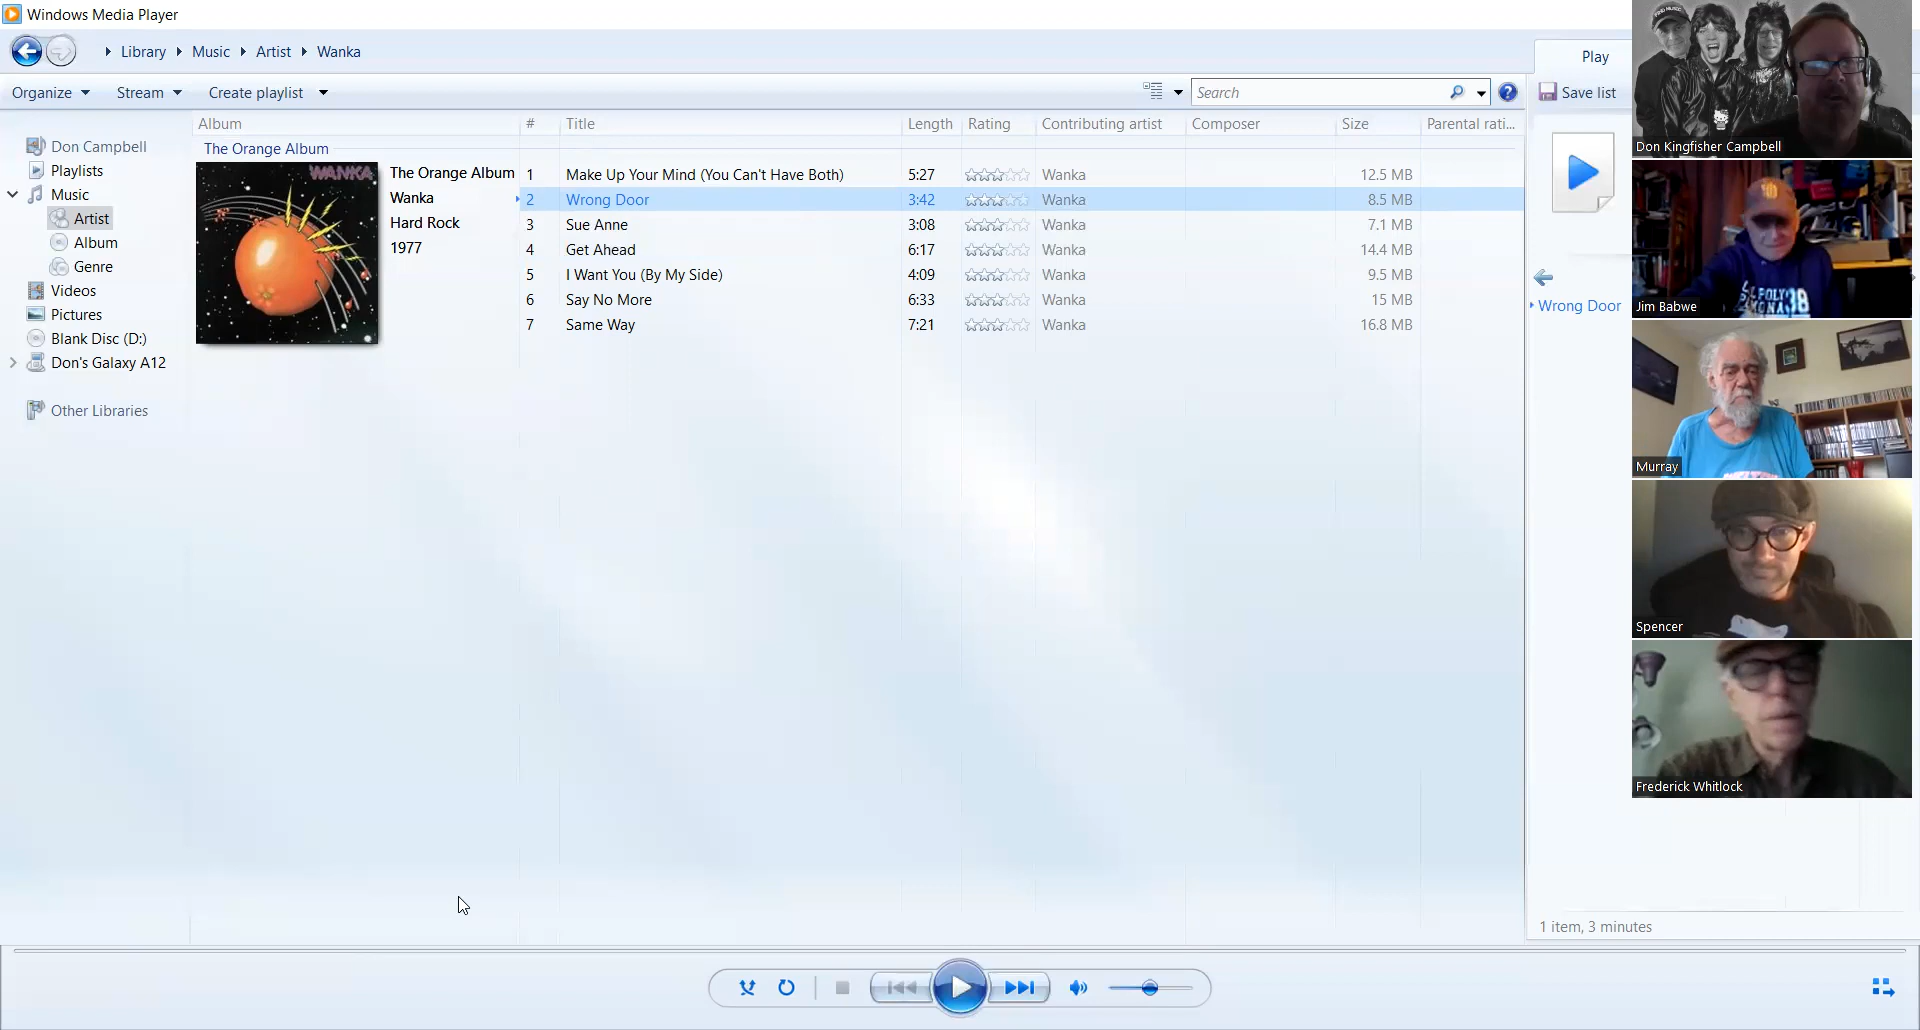 Windows Media Player
Library Music Artist Wanka
Play
Organize Stream Create playlist
Search
Save list
Album # Title Length Rating Contributing artist Composer Size Parental rati...
Don Campbell
Playlists
Music
Artist
Album
Genre
Videos
Pictures
Blank Disc (D:)
Don's Galaxy A12
Other Libraries
The Orange Album
WANKA
The Orange Album
Wanka
Hard Rock
1977
1 Make Up Your Mind (You Can't Have Both) 5:27 Wanka 12.5 MB
2 Wrong Door 3:42 Wanka 8.5 MB
3 Sue Anne 3:08 Wanka 7.1 MB
4 Get Ahead 6:17 Wanka 14.4 MB
5 I Want You (By My Side) 4:09 Wanka 9.5 MB
6 Say No More 6:33 Wanka 15 MB
7 Same Way 7:21 Wanka 16.8 MB
Wrong Door
1 item, 3 minutes
Don Kingfisher Campbell
Jim Babwe
Murray
Spencer
Frederick Whitlock